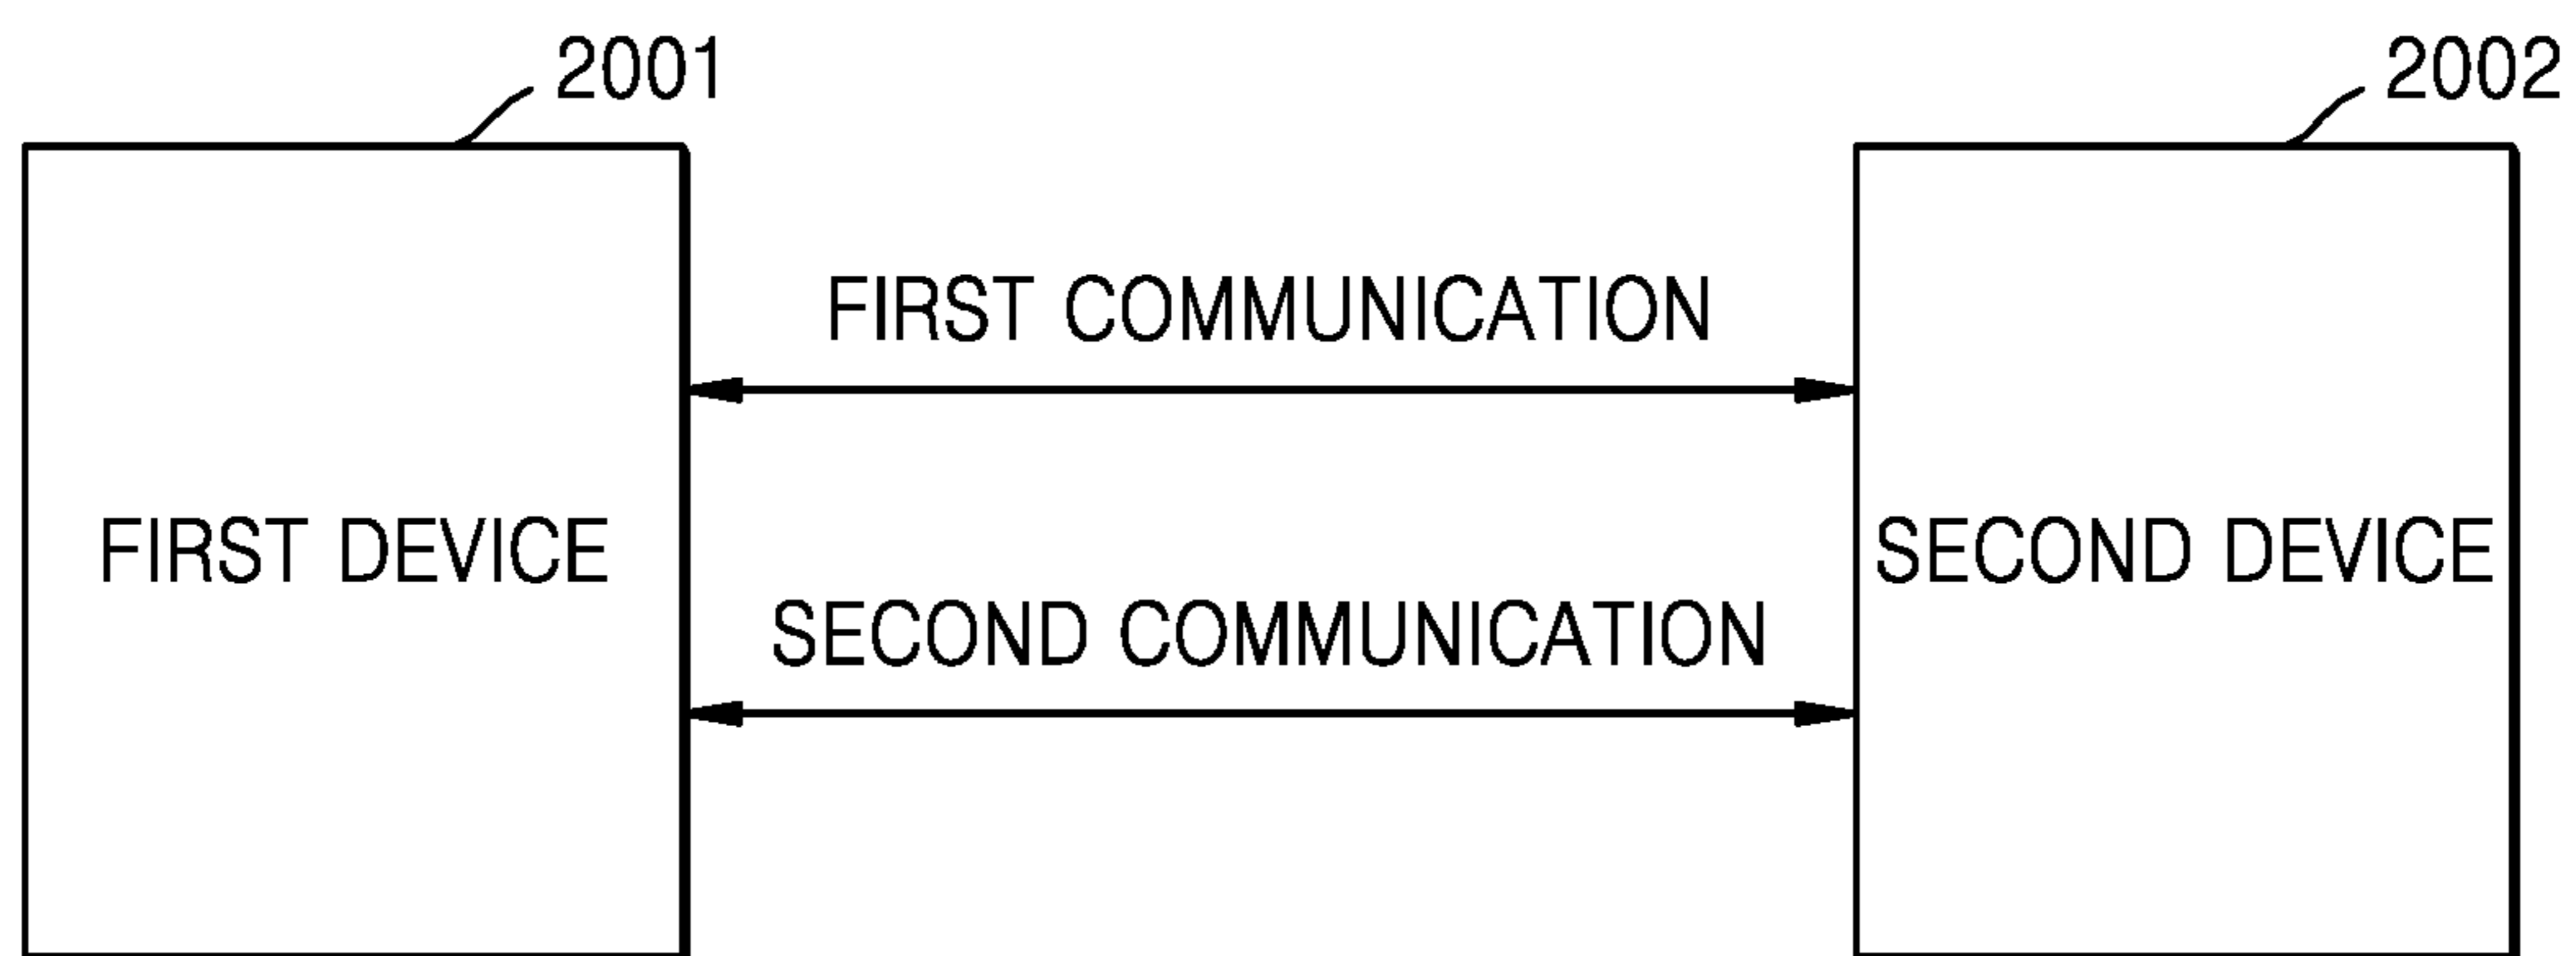 2001
2002
FIRST COMMUNICATION
FIRST DEVICE
SECOND DEVICE
SECOND COMMUNICATION